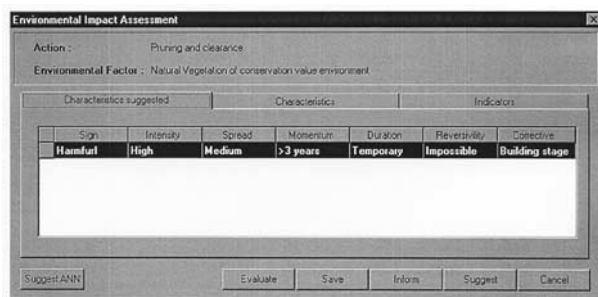 Environmental Impact Assessment
Action : Pruning and clearance
Environmental Factor : Natural Vegetation of conservation value environment
Characteristics suggested Characteristics Indicators
Sign Intensity Spread Momentum Duration Reversivility Corrective
Harmfurl High Medium >3 years Temporary Impossible Building stage
Suggest ANN Evaluate Save Inform Suggest Cancel